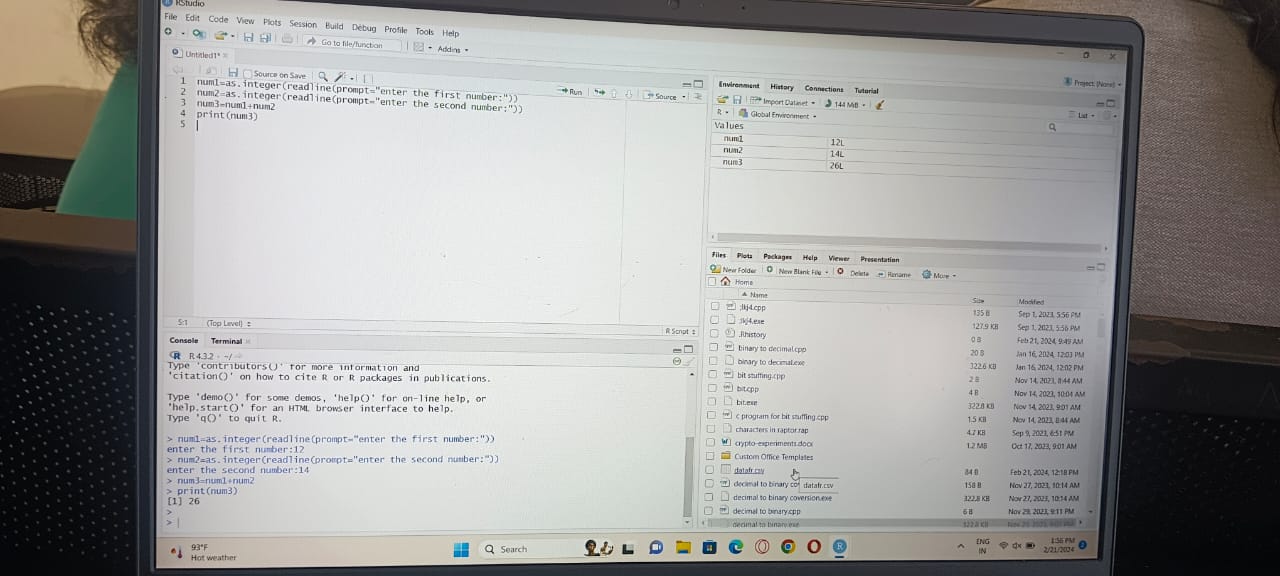 RStudio
File Edit Code View Plots Session Build Debug Profile Tools Help
Go to file/function Addins
Project: (None)
Untitled1*
Source on Save Run Source
1 num1=as.integer(readline(prompt="enter the first number:"))
2 num2=as.integer(readline(prompt="enter the second number:"))
3 num3=num1+num2
4 print(num3)
5
5:1 (Top Level) R Script
Console Terminal
R 4.3.2 · ~/
Type 'contributors()' for more information and
'citation()' on how to cite R or R packages in publications.
Type 'demo()' for some demos, 'help()' for on-line help, or
'help.start()' for an HTML browser interface to help.
Type 'q()' to quit R.
> num1=as.integer(readline(prompt="enter the first number:"))
enter the first number:12
> num2=as.integer(readline(prompt="enter the second number:"))
enter the second number:14
> num3=num1+num2
> print(num3)
[1] 26
>
>
Environment History Connections Tutorial
Import Dataset 144 MiB
R Global Environment List
Values
num1 12L
num2 14L
num3 26L
Files Plots Packages Help Viewer Presentation
New Folder New Blank File Delete Rename More
Home
Name Size Modified
;lkj4.cpp 135 B Sep 1, 2023, 5:56 PM
;lkj4.exe 127.9 KB Sep 1, 2023, 5:56 PM
.Rhistory 0 B Feb 21, 2024, 9:49 AM
binary to decimal.cpp 20 B Jan 16, 2024, 12:03 PM
binary to decimal.exe 322.6 KB Jan 16, 2024, 12:02 PM
bit stuffing.cpp 2 B Nov 14, 2023, 8:44 AM
bit.cpp 4 B Nov 14, 2023, 10:04 AM
bit.exe 322.8 KB Nov 14, 2023, 9:01 AM
c program for bit stuffing.cpp 1.5 KB Nov 14, 2023, 8:44 AM
characters in raptor.rap 4.7 KB Sep 9, 2023, 6:51 PM
crypto-experiments.docx 1.2 MB Oct 17, 2023, 9:01 AM
Custom Office Templates
datafr.csv 84 B Feb 21, 2024, 12:18 PM
decimal to binary co datafr.csv 158 B Nov 27, 2023, 10:14 AM
decimal to binary coversion.exe 322.8 KB Nov 27, 2023, 10:14 AM
decimal to binary.cpp 6 B Nov 29, 2023, 9:11 PM
decimal to binary.exe 322.8 KB
93°F
Hot weather
Search
ENG
IN
1:56 PM
2/21/2024